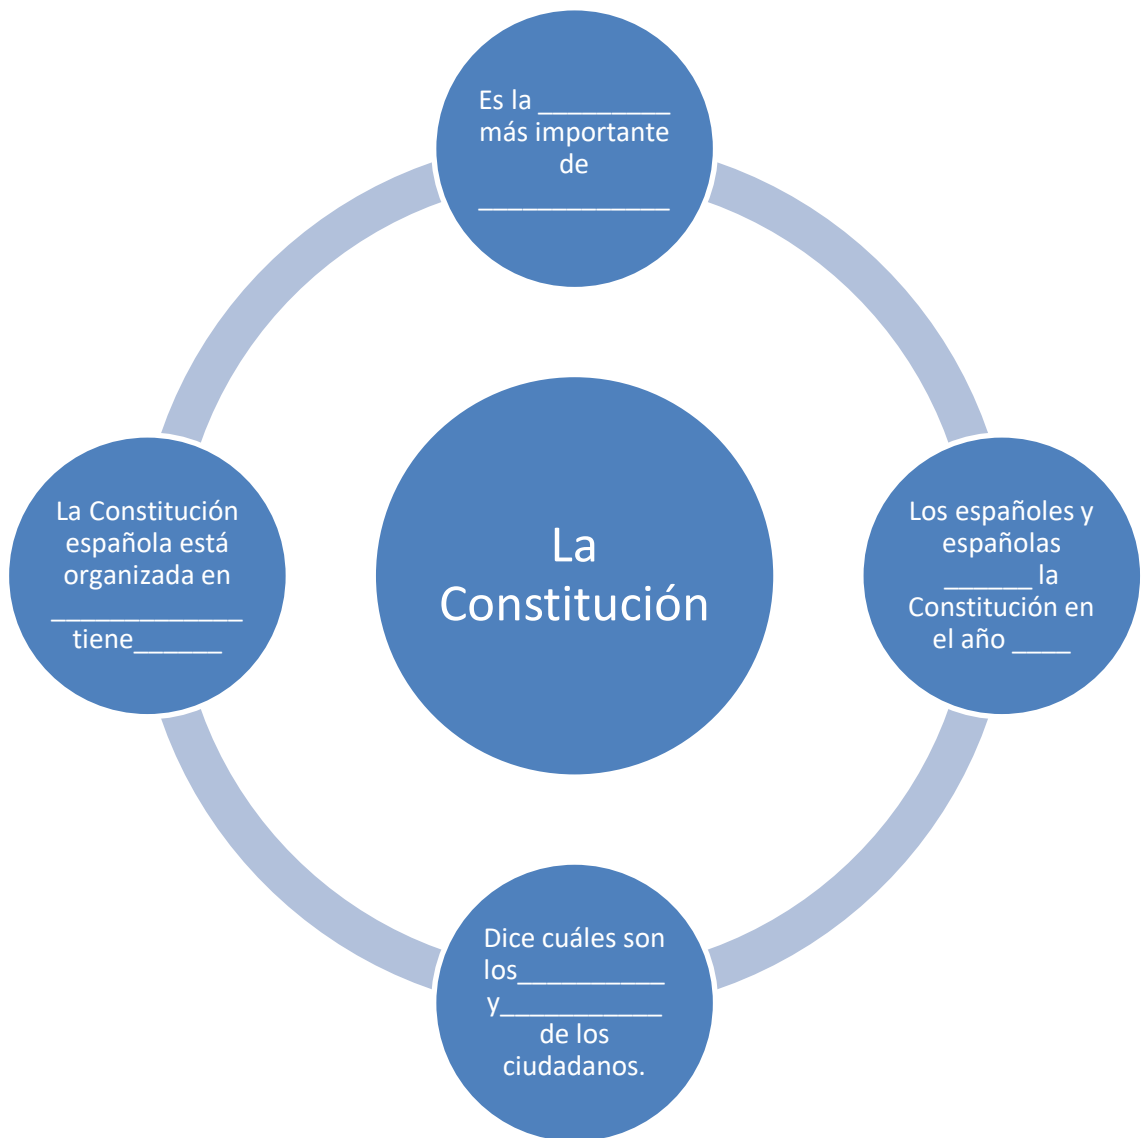 Es la _________
más importante
de
_____________
La Constitución
española está
organizada en
_____________
tiene______
La
Constitución
Los españoles y
españolas
______ la
Constitución en
el año ____
Dice cuáles son
los__________
y___________
de los
ciudadanos.